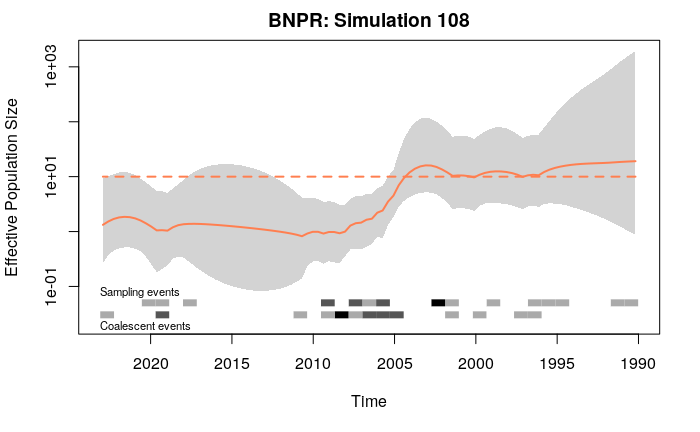 BNPR: Simulation 108
Effective Population Size
1e+03
1e+01
1e-01
Sampling events
Coalescent events
2020 2015 2010 2005 2000 1995 1990
Time